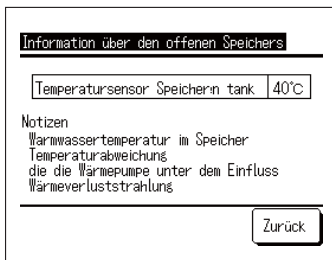 Information über den offenen Speichers
Temperatursensor Speicher:n tank 40°C
Notizen
Warmwassertemperatur im Speicher
Temperaturabweichung
die die Wärmepumpe unter dem Einfluss
Wärmeverluststrahlung
Zurück